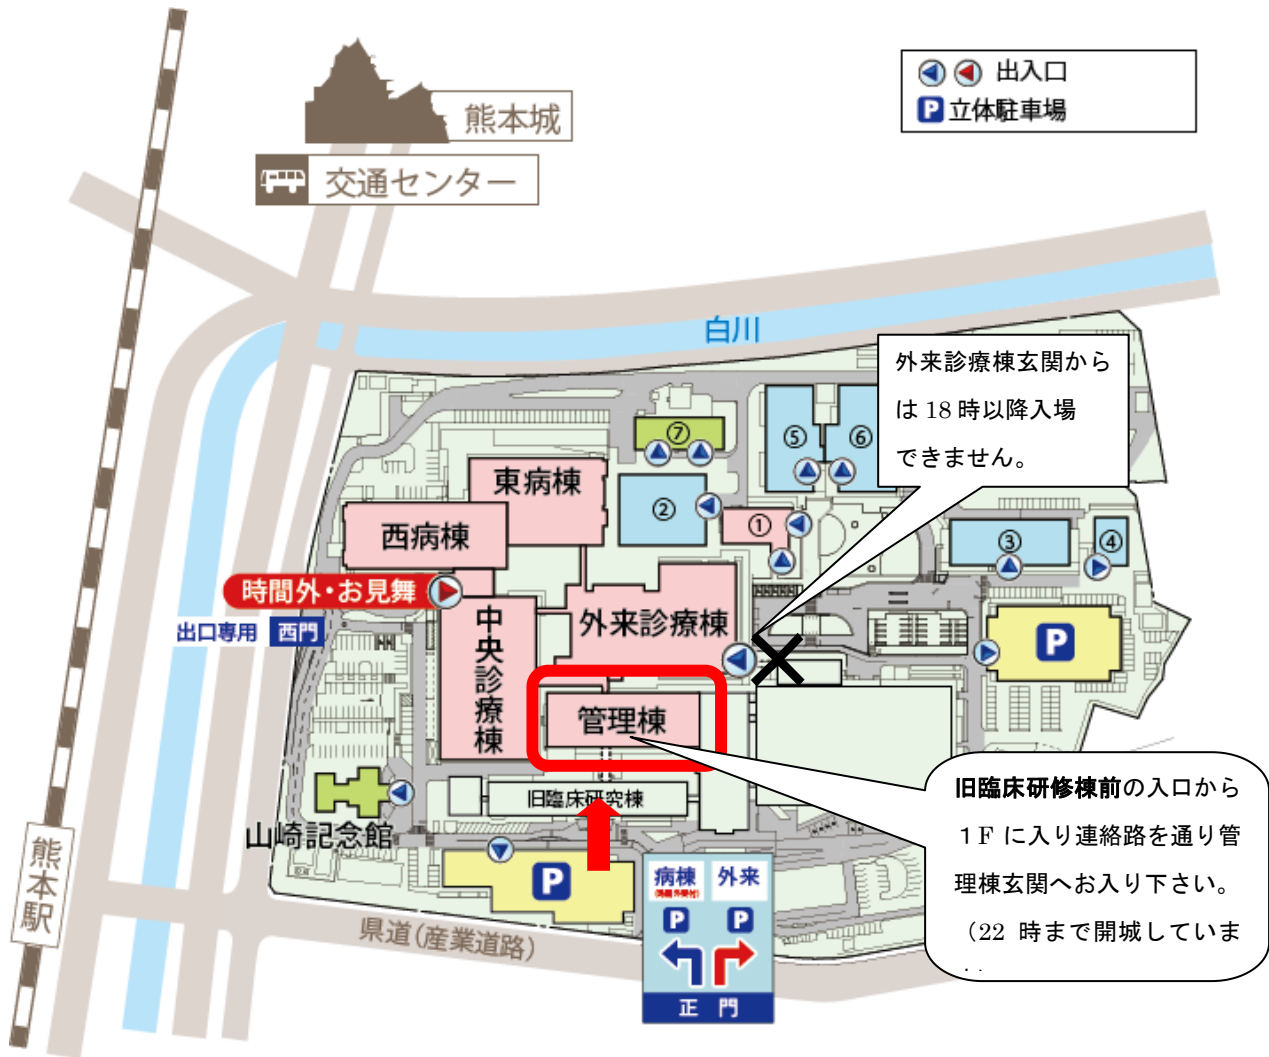 出入口
P 立体駐車場
熊本城
交通センター
白川
外来診療棟玄関から
は 18 時以降入場
できません。
⑦
⑤
⑥
東病棟
②
①
西病棟
③
④
時間外・お見舞
出口専用 西門
中央診療棟
外来診療棟
P
管理棟
旧臨床研究棟
山崎記念館
旧臨床研修棟前の入口から
１F に入り連絡路を通り管
理棟玄関へお入り下さい。
（22 時まで開城していま
P
病棟 外来
P P
正 門
熊本駅
県道(産業道路)